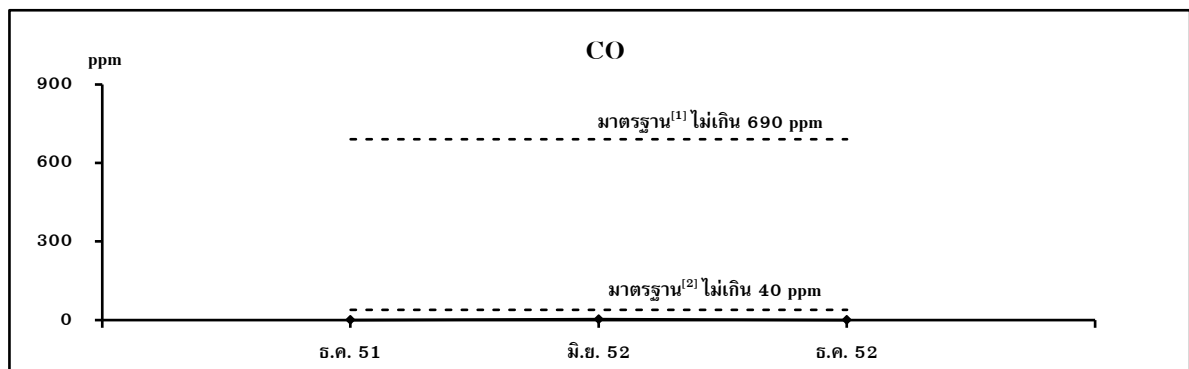 CO
ppm
900
มาตรฐาน[1] ไม่เกิน 690 ppm
600
300
มาตรฐาน[2] ไม่เกิน 40 ppm
0
ธ.ค. 51 มิ.ย. 52 ธ.ค. 52